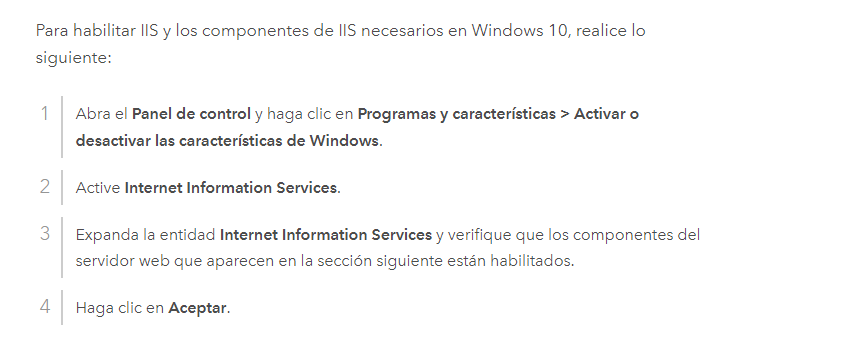 Para habilitar IIS y los componentes de IIS necesarios en Windows 10, realice lo
siguiente:
1 Abra el Panel de control y haga clic en Programas y características > Activar o
desactivar las características de Windows.
2 Active Internet Information Services.
3 Expanda la entidad Internet Information Services y verifique que los componentes del
servidor web que aparecen en la sección siguiente están habilitados.
4 Haga clic en Aceptar.